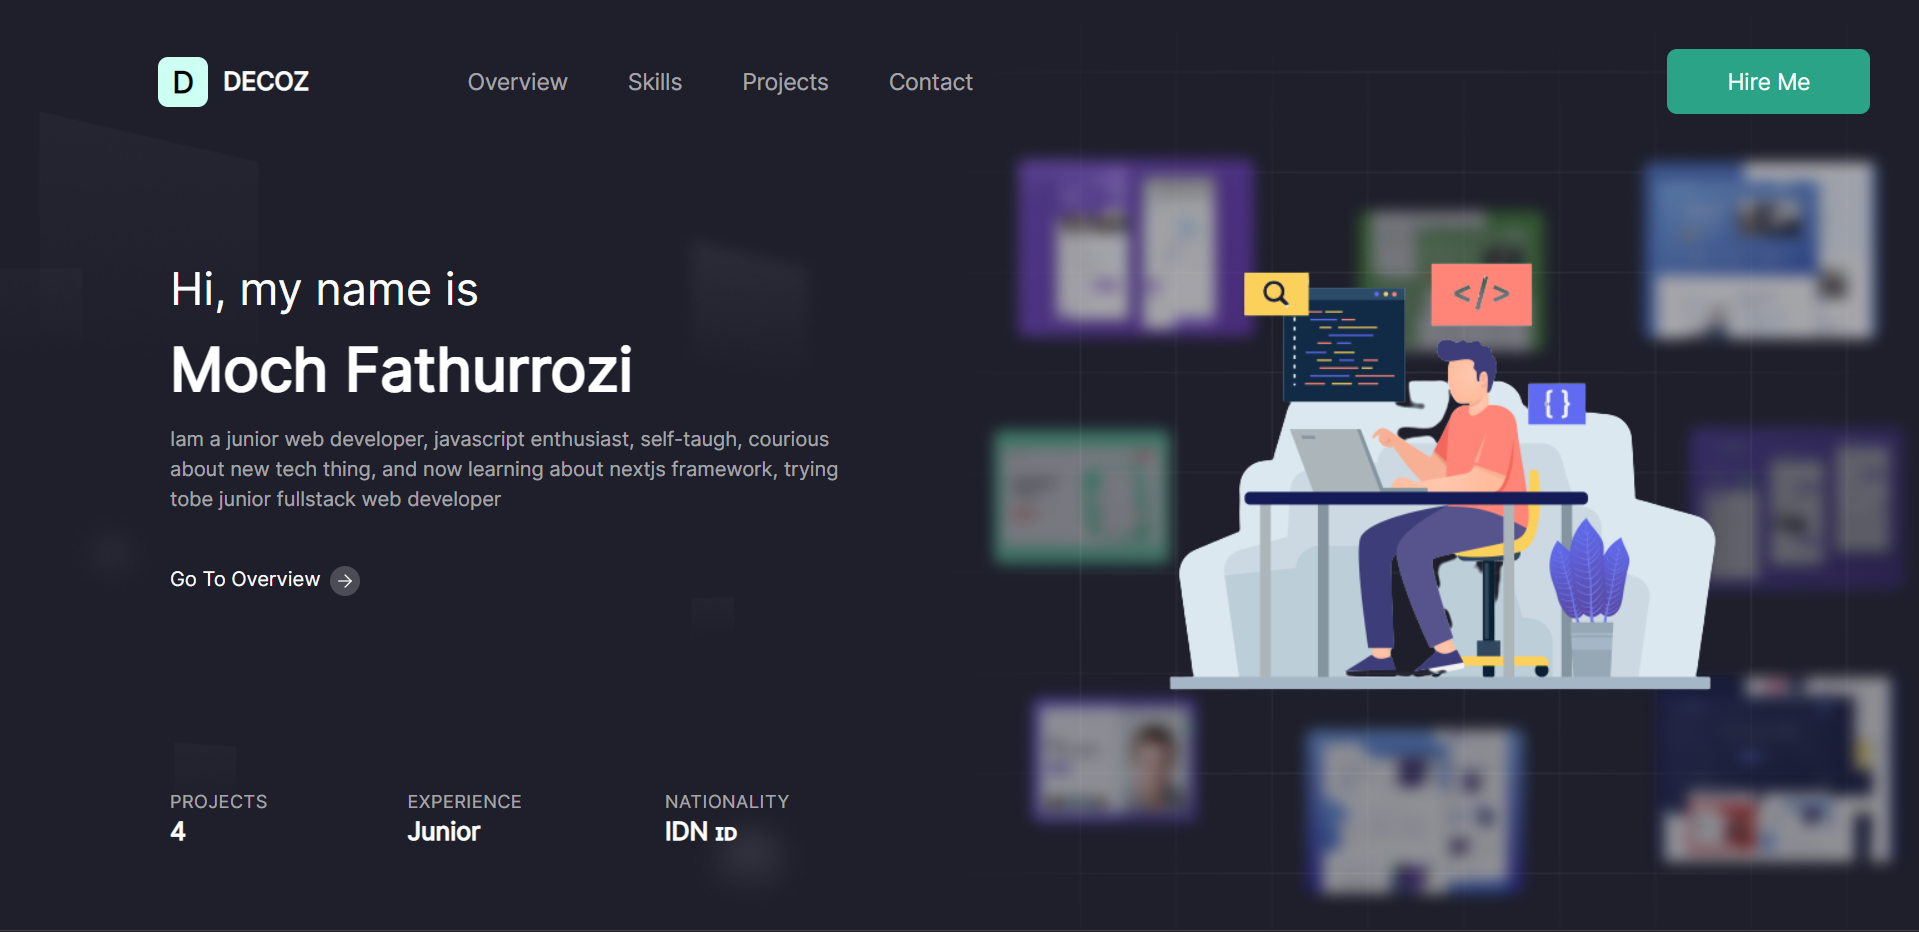 D DECOZ
Overview
Skills
Projects
Contact
Hire Me
Hi, my name is
Moch Fathurrozi
Iam a junior web developer, javascript enthusiast, self-taugh, courious
about new tech thing, and now learning about nextjs framework, trying
tobe junior fullstack web developer
Go To Overview
PROJECTS
4
EXPERIENCE
Junior
NATIONALITY
IDN ɪᴅ
</>
{ }